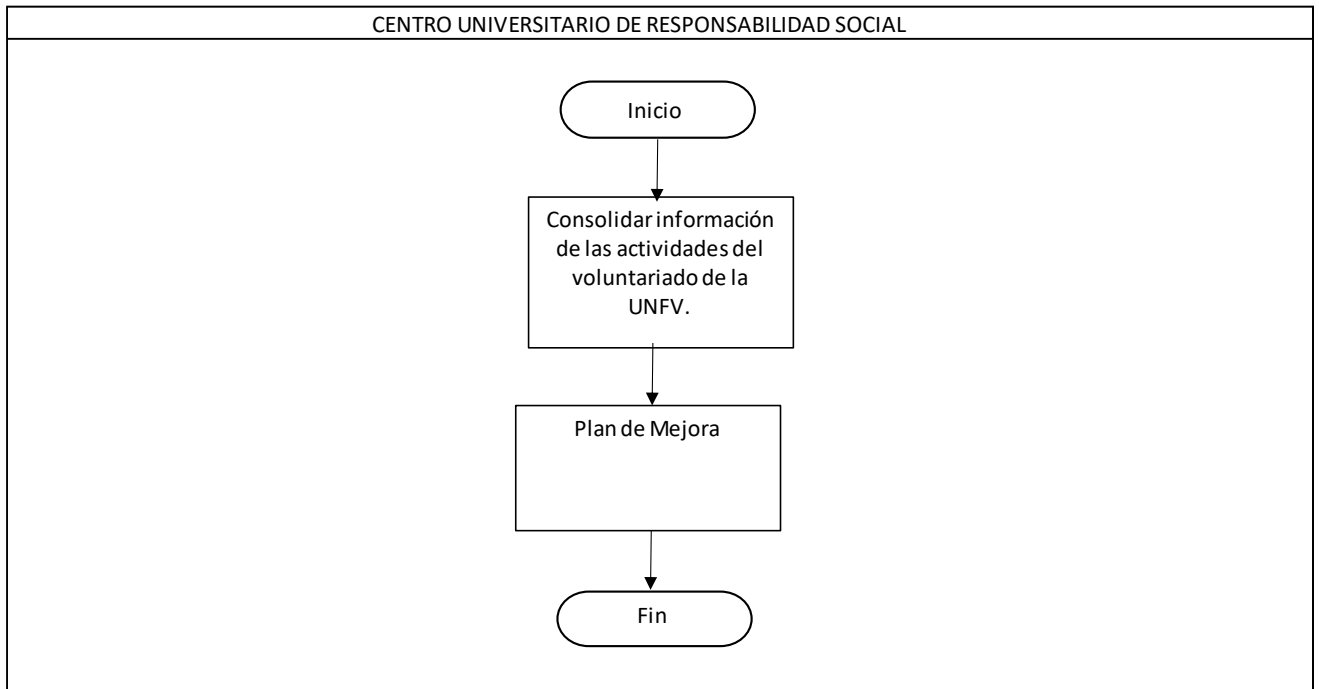 CENTRO UNIVERSITARIO DE RESPONSABILIDAD SOCIAL
Inicio
Consolidar información
de las actividades del
voluntariado de la
UNFV.
Plan de Mejora
Fin